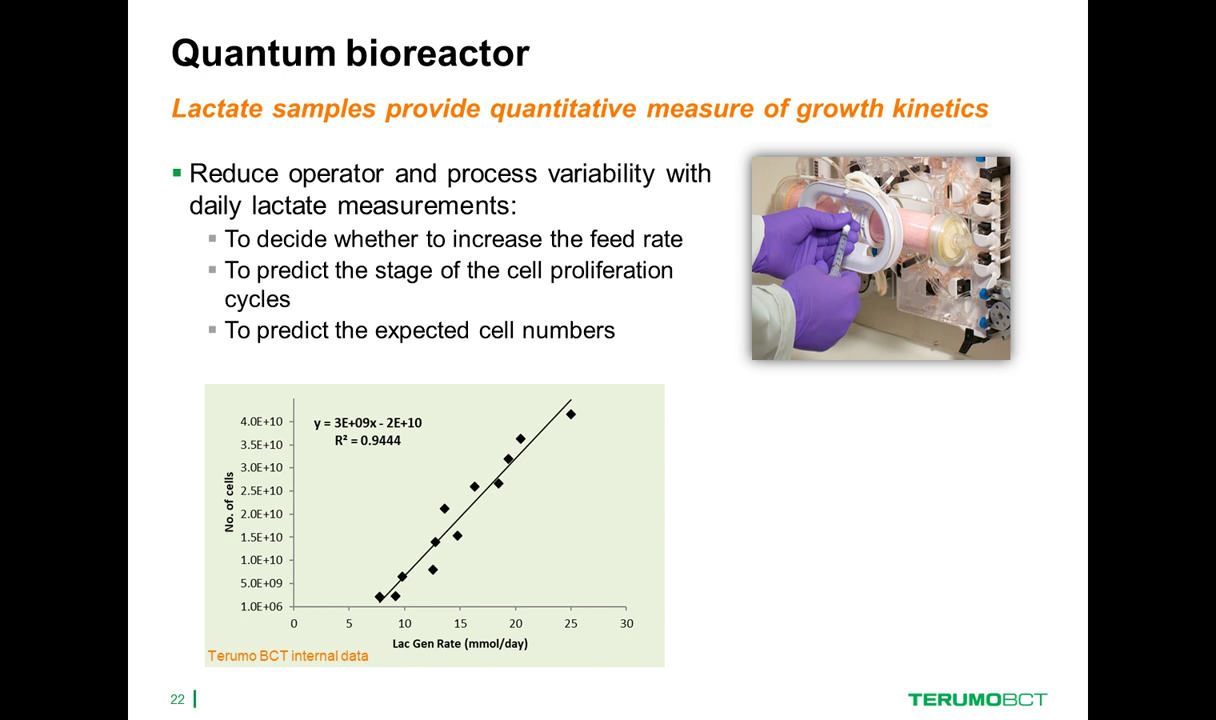 Quantum bioreactor
Lactate samples provide quantitative measure of growth kinetics
▪ Reduce operator and process variability with
daily lactate measurements:
▪ To decide whether to increase the feed rate
▪ To predict the stage of the cell proliferation
cycles
▪ To predict the expected cell numbers
y = 3E+09x - 2E+10
R² = 0.9444
No. of cells
4.0E+10
3.5E+10
3.0E+10
2.5E+10
2.0E+10
1.5E+10
1.0E+10
5.0E+09
1.0E+06
0 5 10 15 20 25 30
Lac Gen Rate (mmol/day)
Terumo BCT internal data
22
TERUMOBCT